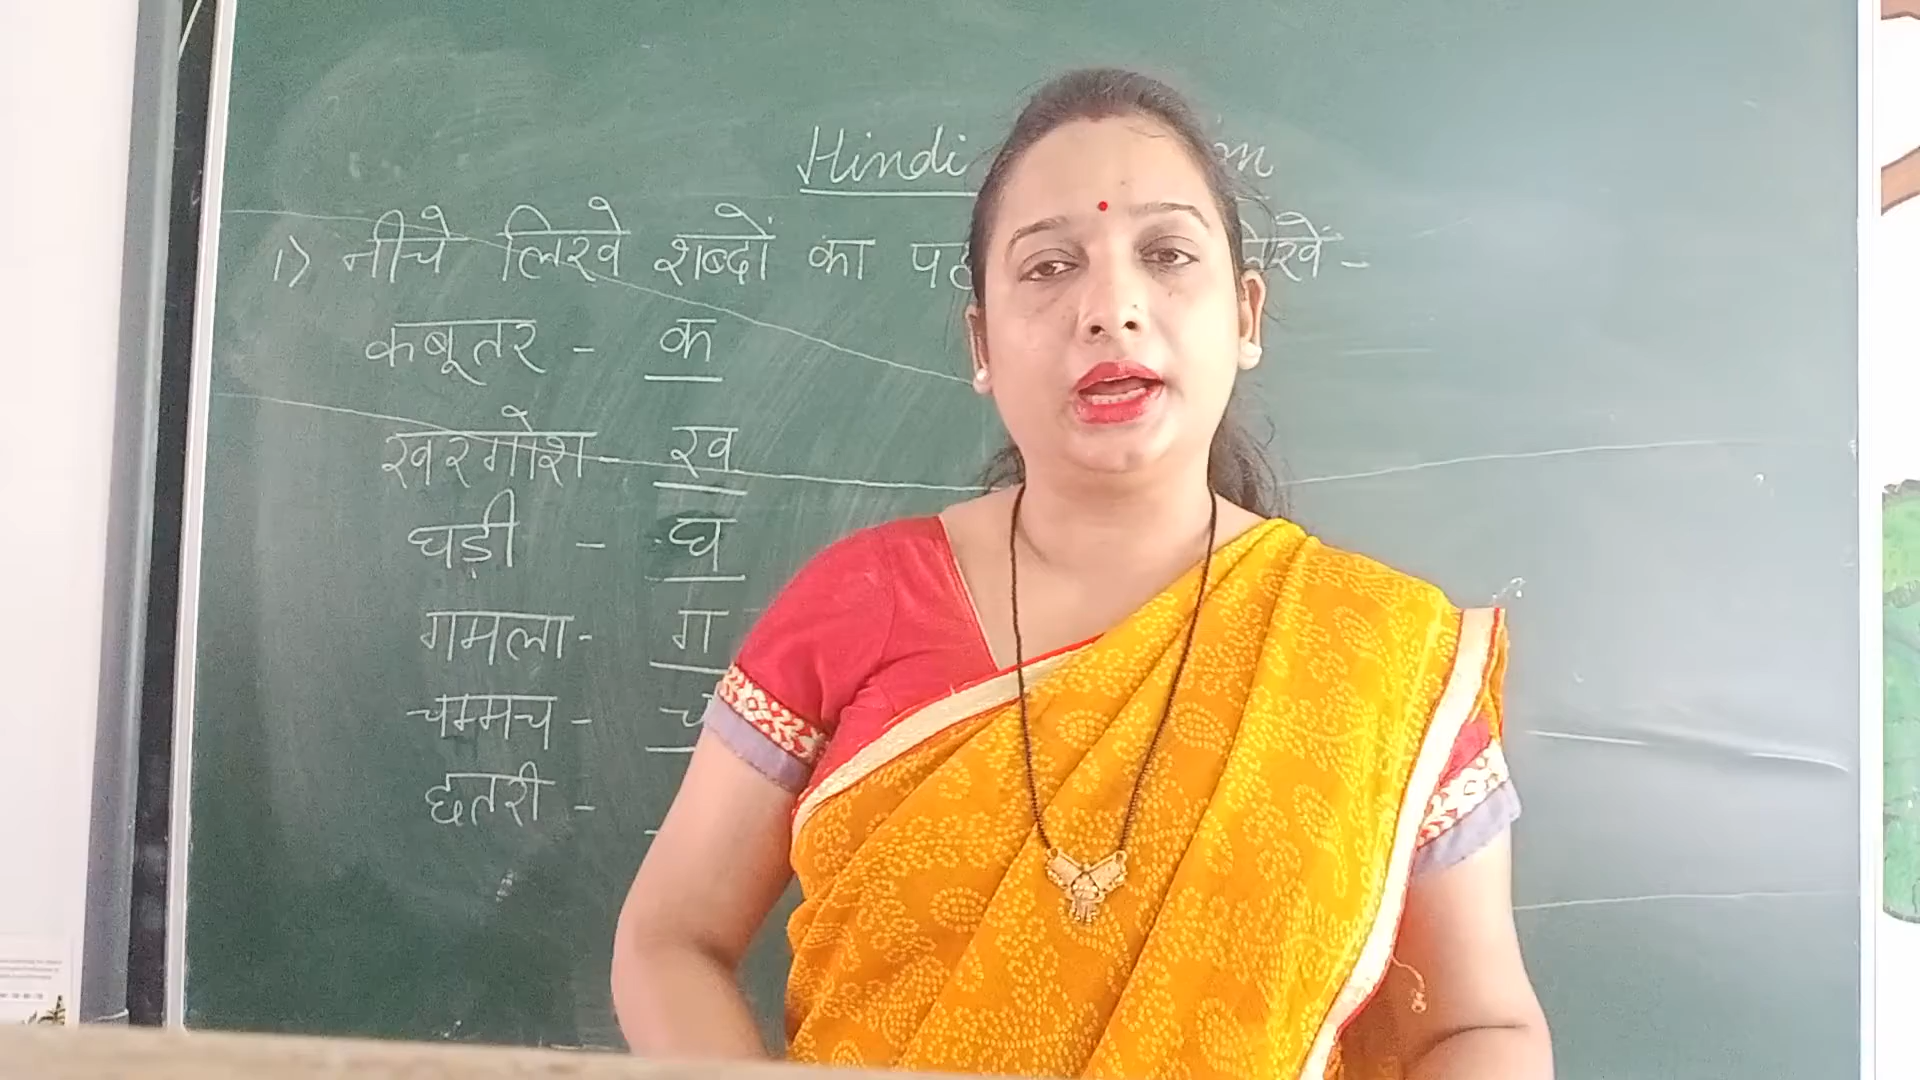 Hindi
1) नीचे लिखे शब्दों का
कबूतर - क
खरगोश - ख
घड़ी - घ
गमला - ग
चम्मच - च
छतरी -